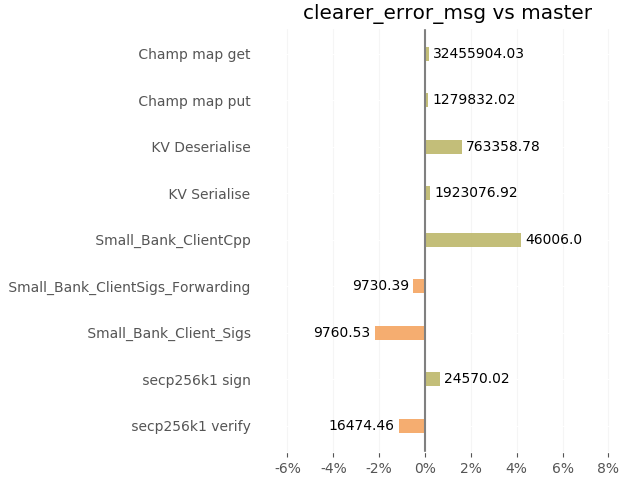 clearer_error_msg vs master
Champ map get 32455904.03
Champ map put 1279832.02
KV Deserialise 763358.78
KV Serialise 1923076.92
Small_Bank_ClientCpp 46006.0
Small_Bank_ClientSigs_Forwarding 9730.39
Small_Bank_Client_Sigs 9760.53
secp256k1 sign 24570.02
secp256k1 verify 16474.46
-6% -4% -2% 0% 2% 4% 6% 8%